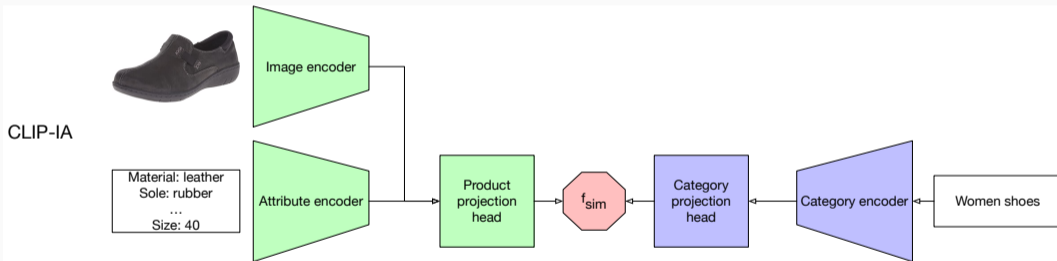 CLIP-IA
Image encoder
Material: leather
Sole: rubber
...
Size: 40
Attribute encoder
Product
projection
head
fsim
Category
projection
head
Category encoder
Women shoes